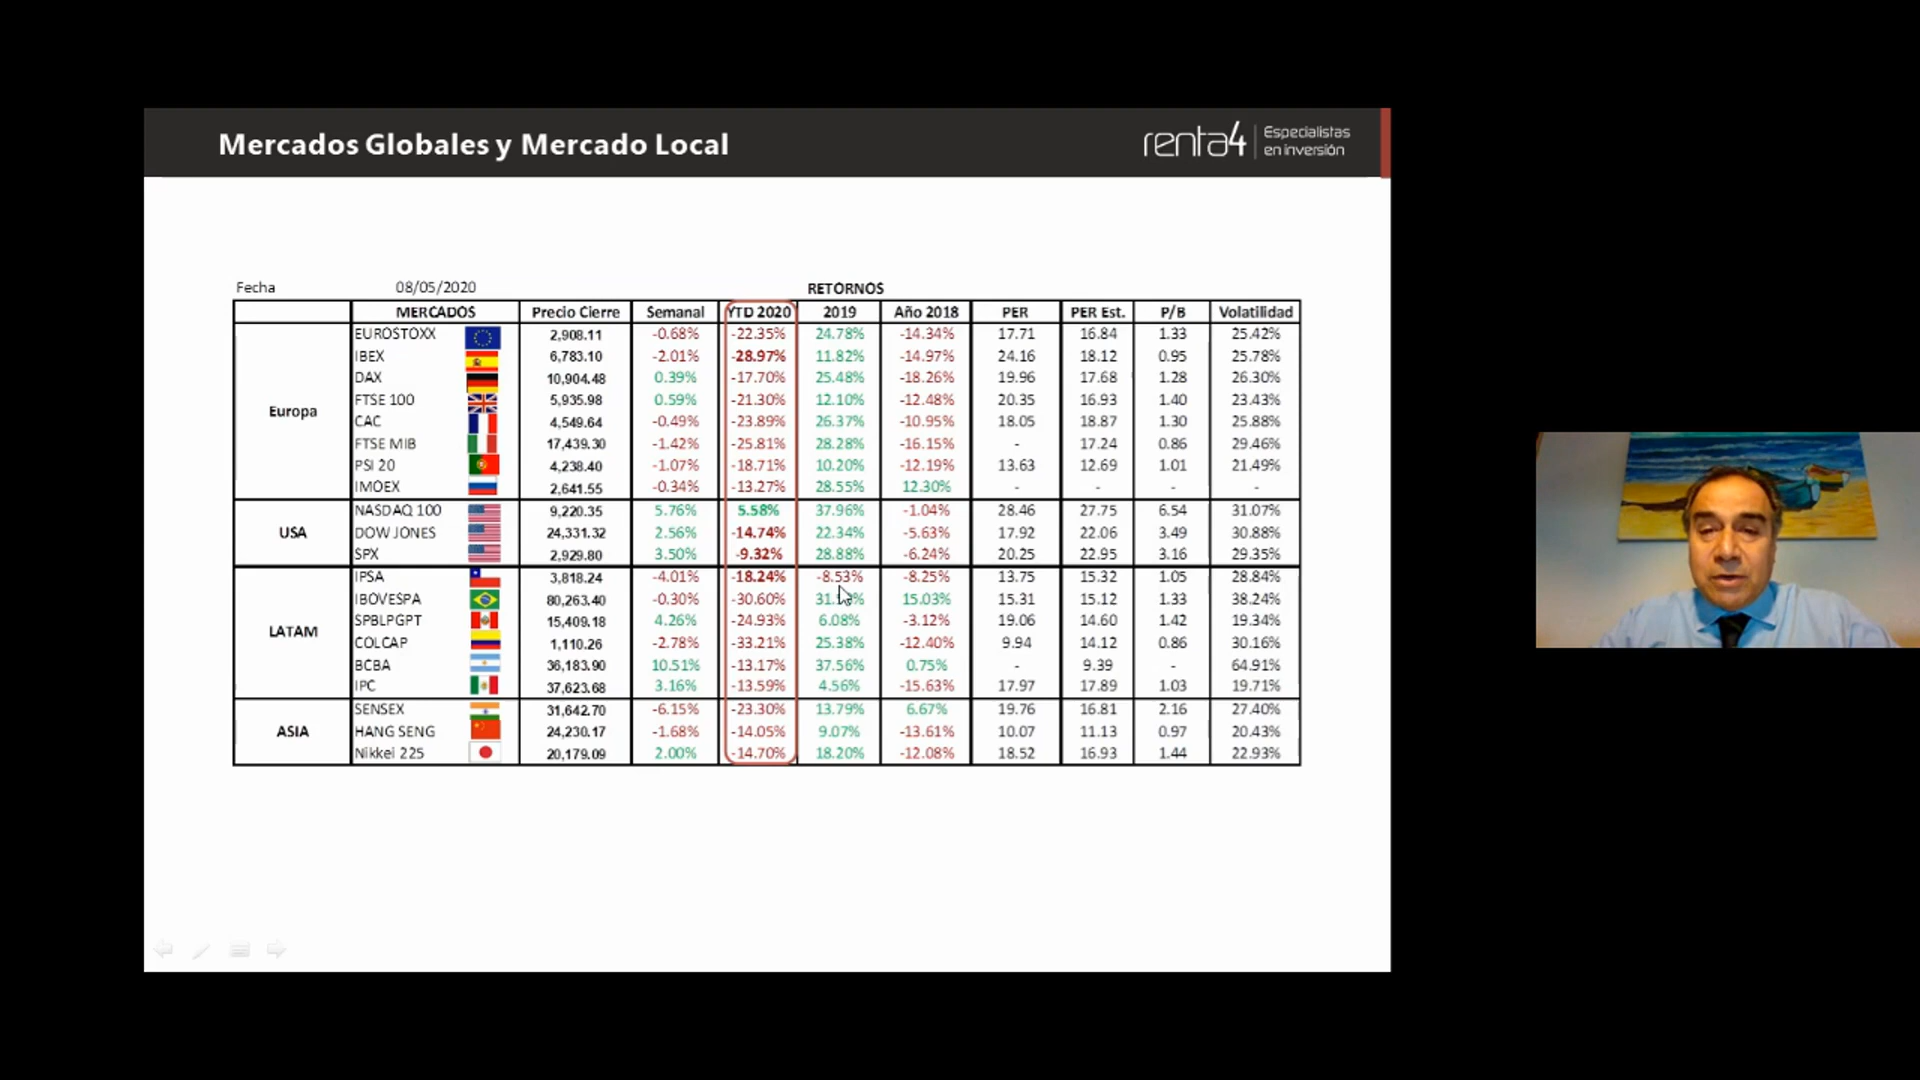 Mercados Globales y Mercado Local
renta4 Especialistas en inversión
Fecha 08/05/2020 RETORNOS
MERCADOS Precio Cierre Semanal YTD 2020 2019 Año 2018 PER PER Est. P/B Volatilidad
Europa
EUROSTOXX 2,908.11 -0.68% -22.35% 24.78% -14.34% 17.71 16.84 1.33 25.42%
IBEX 6,783.10 -2.01% -28.97% 11.82% -14.97% 24.16 18.12 0.95 25.78%
DAX 10,904.48 0.39% -17.70% 25.48% -18.26% 19.96 17.68 1.28 26.30%
FTSE 100 5,935.98 0.59% -21.30% 12.10% -12.48% 20.35 16.93 1.40 23.43%
CAC 4,549.64 -0.49% -23.89% 26.37% -10.95% 18.05 18.87 1.30 25.88%
FTSE MIB 17,439.30 -1.42% -25.81% 28.28% -16.15% - 17.24 0.86 29.46%
PSI 20 4,238.40 -1.07% -18.71% 10.20% -12.19% 13.63 12.69 1.01 21.49%
IMOEX 2,641.55 -0.34% -13.27% 28.55% 12.30% - - - -
USA
NASDAQ 100 9,220.35 5.76% 5.58% 37.96% -1.04% 28.46 27.75 6.54 31.07%
DOW JONES 24,331.32 2.56% -14.74% 22.34% -5.63% 17.92 22.06 3.49 30.88%
SPX 2,929.80 3.50% -9.32% 28.88% -6.24% 20.25 22.95 3.16 29.35%
LATAM
IPSA 3,818.24 -4.01% -18.24% -8.53% -8.25% 13.75 15.32 1.05 28.84%
IBOVESPA 80,263.40 -0.30% -30.60% 15.03% 15.31 15.12 1.33 38.24%
SPBLPGPT 15,409.18 4.26% -24.93% 6.08% -3.12% 19.06 14.60 1.42 19.34%
COLCAP 1,110.26 -2.78% -33.21% 25.38% -12.40% 9.94 14.12 0.86 30.16%
BCBA 36,183.90 10.51% -13.17% 37.56% 0.75% - 9.39 - 64.91%
IPC 37,623.68 3.16% -13.59% 4.56% -15.63% 17.97 17.89 1.03 19.71%
ASIA
SENSEX 31,642.70 -6.15% -23.30% 13.79% 6.67% 19.76 16.81 2.16 27.40%
HANG SENG 24,230.17 -1.68% -14.05% 9.07% -13.61% 10.07 11.13 0.97 20.43%
Nikkei 225 20,179.09 2.00% -14.70% 18.20% -12.08% 18.52 16.93 1.44 22.93%